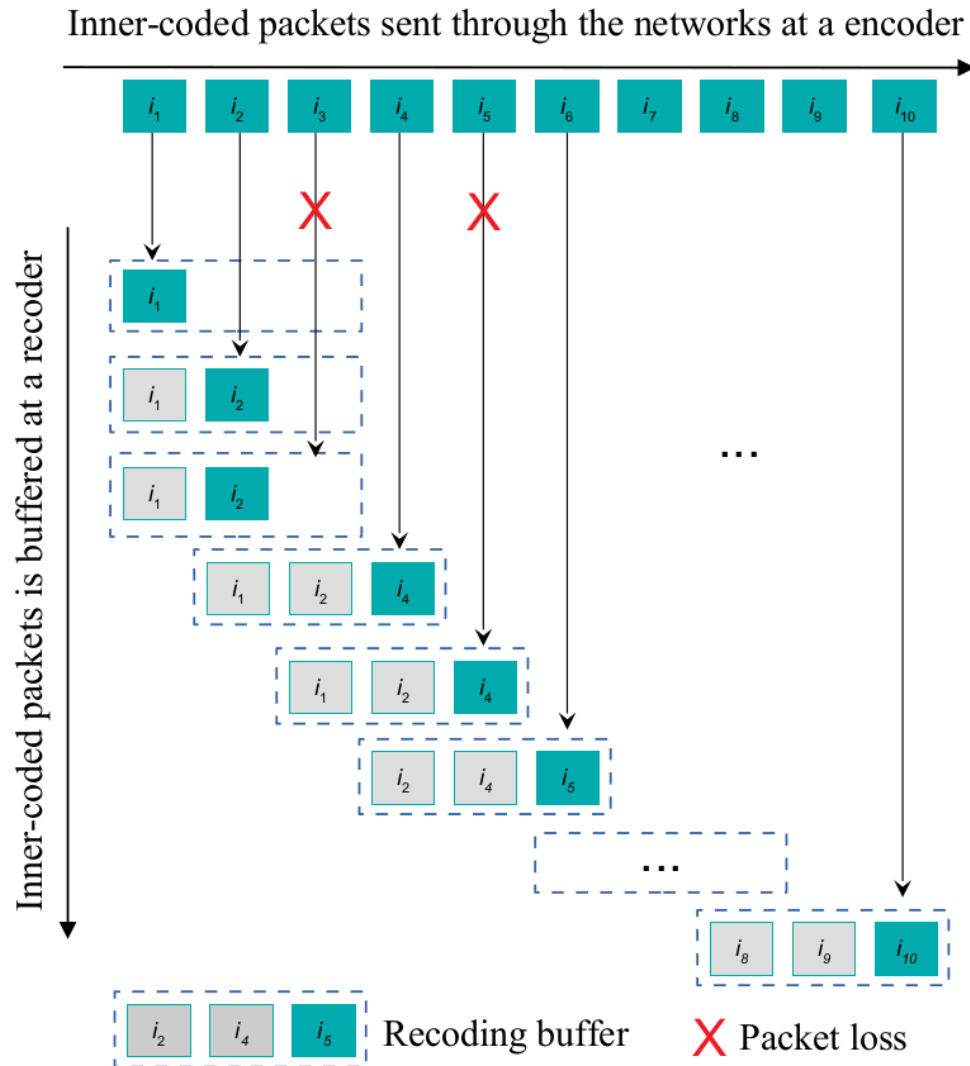 Inner-coded packets sent through the networks at a encoder
i1 i2 i3 i4 i5 i6 i7 i8 i9 i10
Inner-coded packets is buffered at a recoder
X X
i1
i1 i2
...
i1 i2
i1 i2 i4
i1 i2 i4
i2 i4 i5
...
i8 i9 i10
i2 i4 i5 Recoding buffer X Packet loss